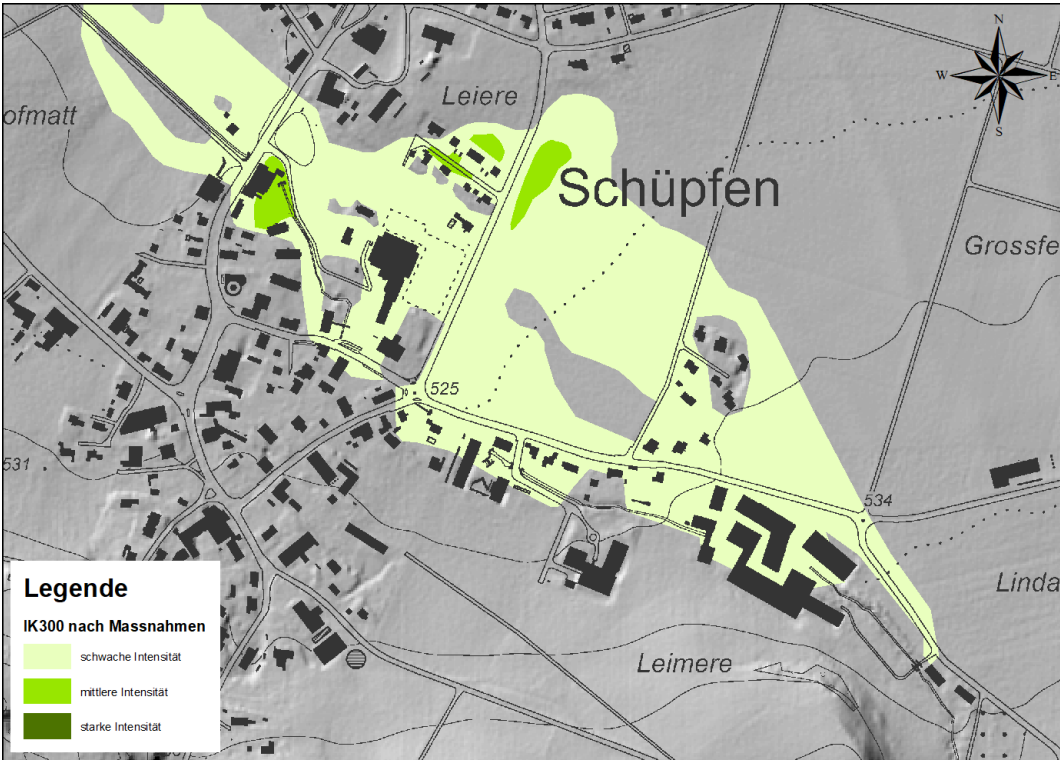 N
W
E
S
Leiere
ofmatt
Schüpfen
Grossfe
525
531
534
Linda
Leimere
Legende
IK300 nach Massnahmen
schwache Intensität
mittlere Intensität
starke Intensität